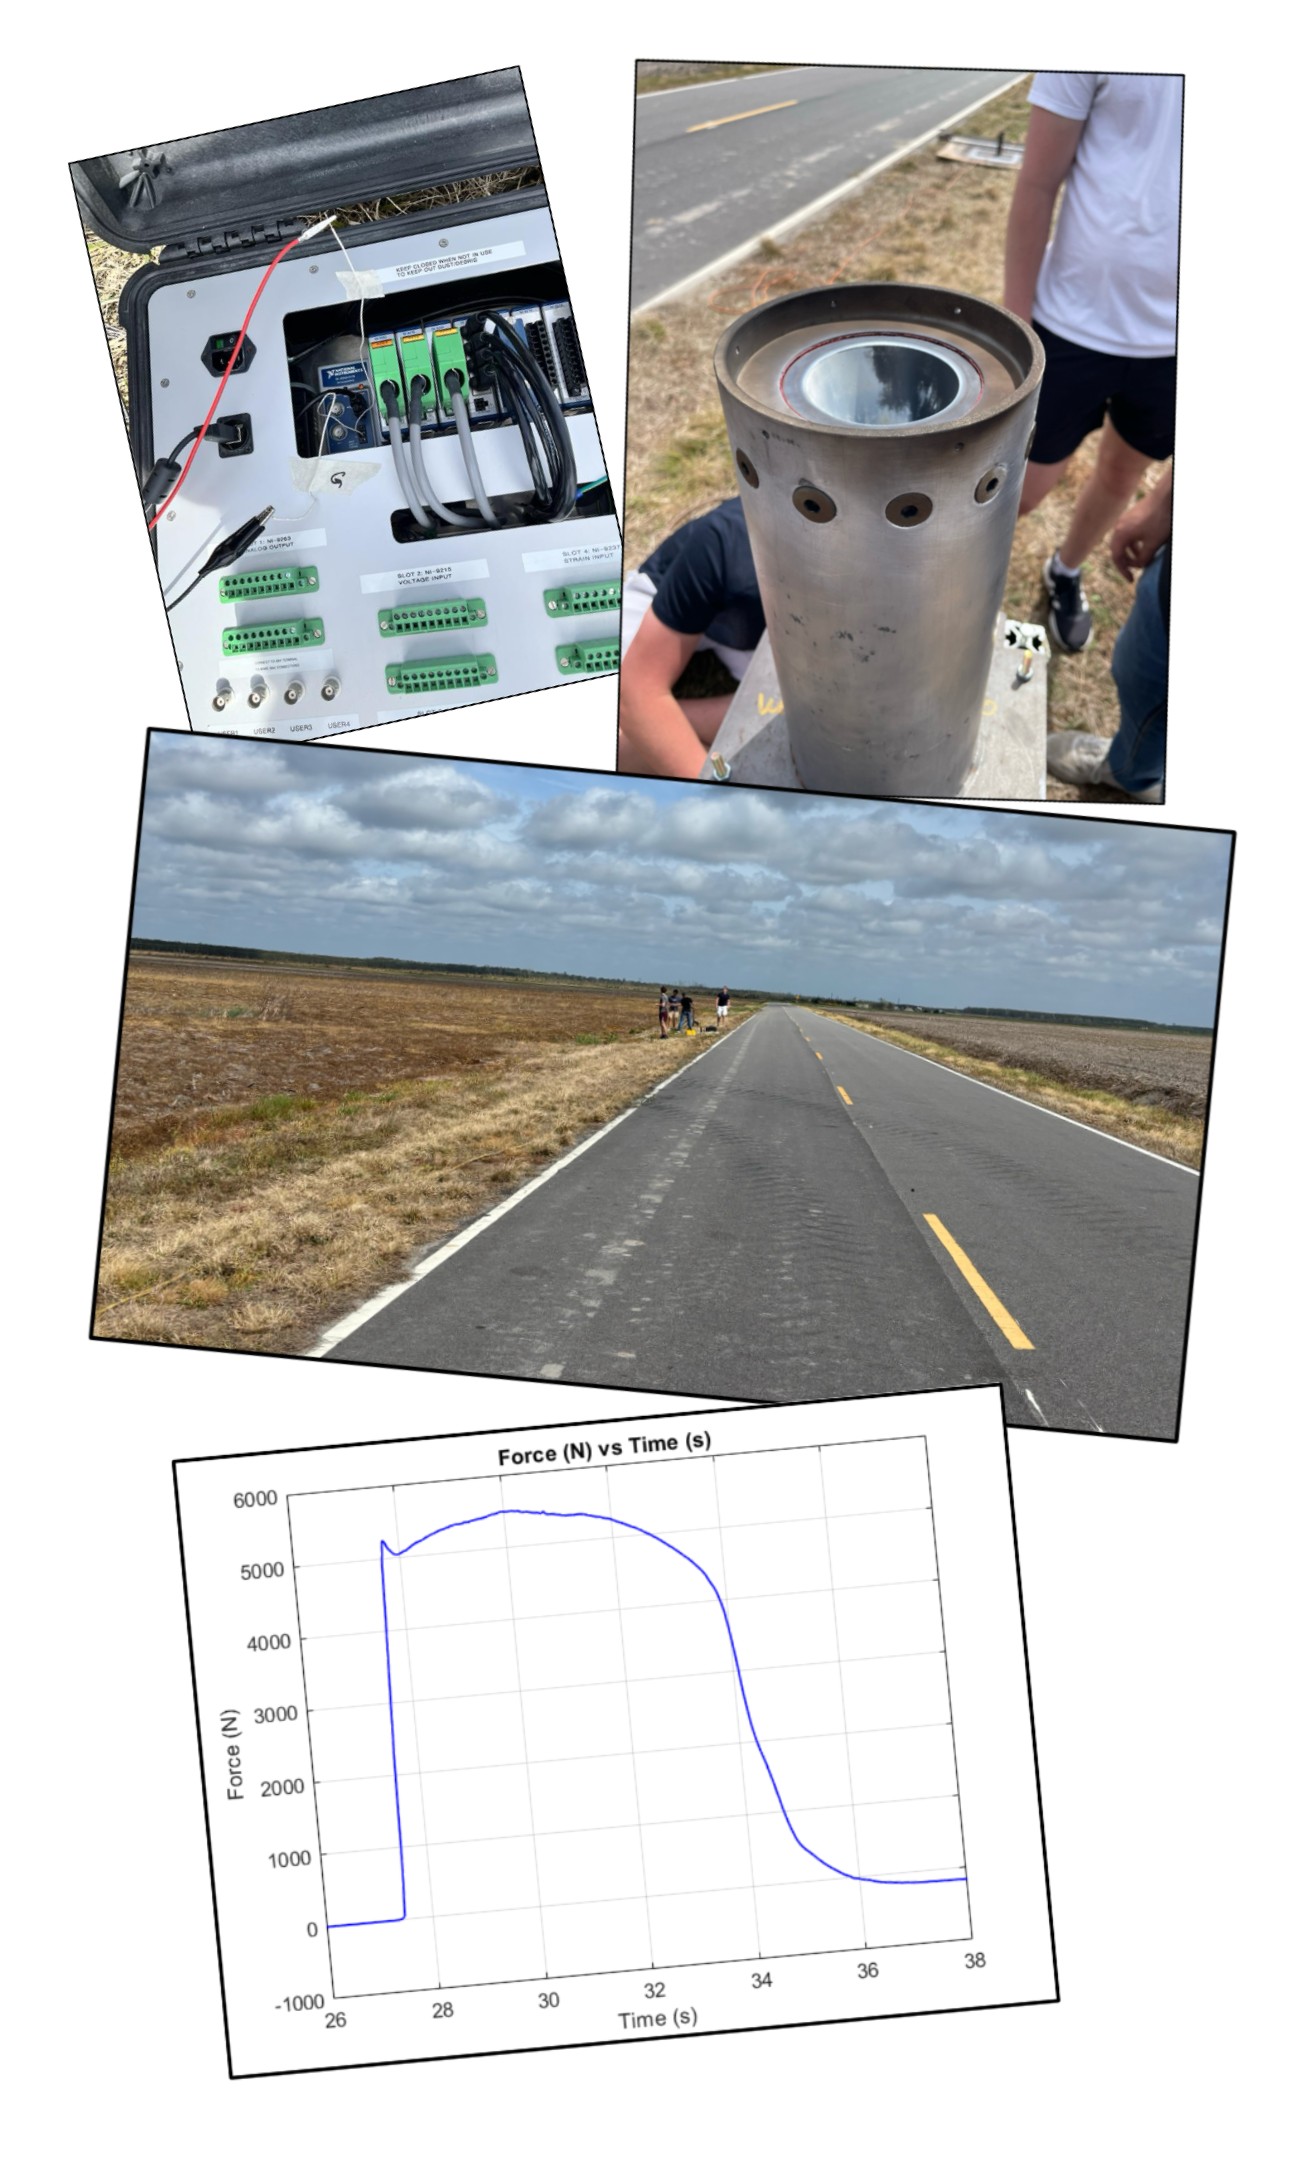 KEEP CLOSED WHEN NOT IN USE
TO KEEP OUT DUST/DEBRIS
NATIONAL
INSTRUMENTS
5
1: NI-9263
ANALOG OUTPUT
SLOT 2: NI-9215
VOLTAGE INPUT
SLOT 4: NI-9237
STRAIN INPUT
USER2
USER3
USER4
Force (N) vs Time (s)
6000
5000
4000
3000
2000
1000
0
-1000
Force (N)
26
28
30
32
34
36
38
Time (s)